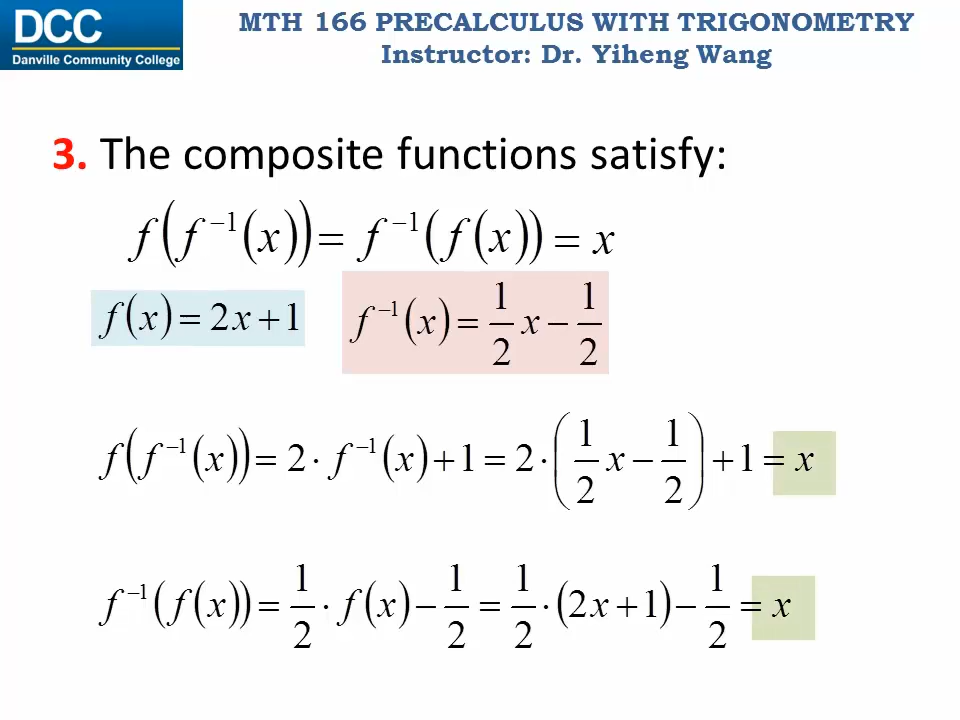 DCC
Danville Community College
MTH 166 PRECALCULUS WITH TRIGONOMETRY
Instructor: Dr. Yiheng Wang
3. The composite functions satisfy:
f(f⁻¹(x)) = f⁻¹(f(x)) = x
f(x) = 2x + 1
f⁻¹(x) = 1/2 x − 1/2
f(f⁻¹(x)) = 2 · f⁻¹(x) + 1 = 2 · (1/2 x − 1/2) + 1 = x
f⁻¹(f(x)) = 1/2 · f(x) − 1/2 = 1/2 · (2x + 1) − 1/2 = x